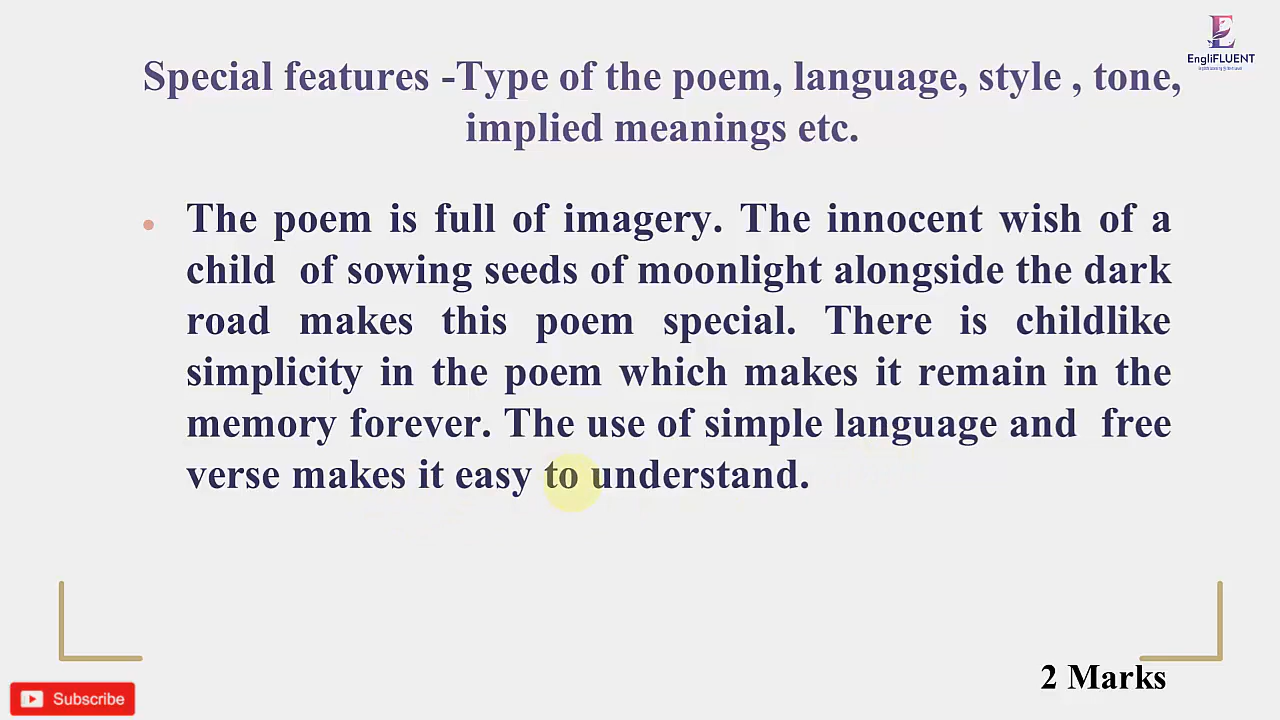 EngliFLUENT
Special features -Type of the poem, language, style , tone,
implied meanings etc.
• The poem is full of imagery. The innocent wish of a
child of sowing seeds of moonlight alongside the dark
road makes this poem special. There is childlike
simplicity in the poem which makes it remain in the
memory forever. The use of simple language and free
verse makes it easy to understand.
2 Marks
Subscribe